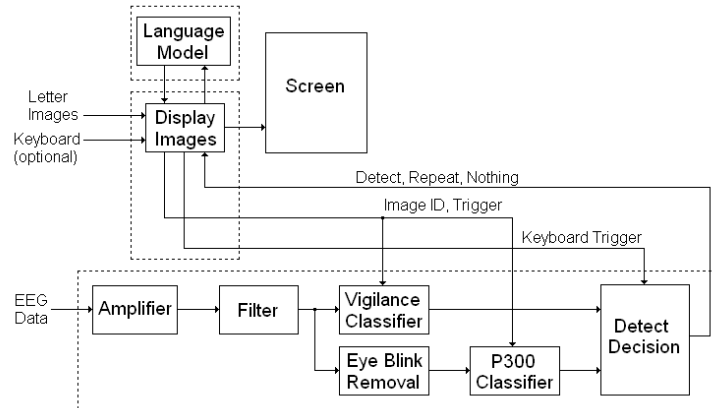 Language
Model
Screen
Letter
Images
Keyboard
(optional)
Display
Images
Detect, Repeat, Nothing
Image ID, Trigger
Keyboard Trigger
EEG
Data
Amplifier
Filter
Vigilance
Classifier
Eye Blink
Removal
P300
Classifier
Detect
Decision